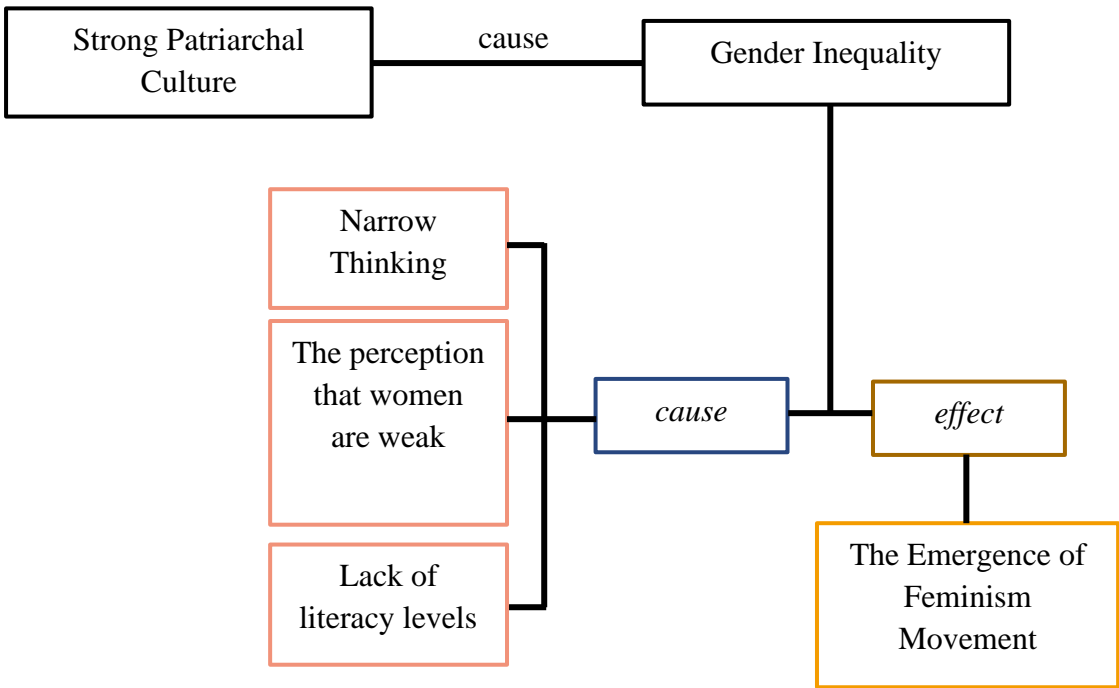 Strong Patriarchal
Culture
cause
Gender Inequality
Narrow
Thinking
The perception
that women
are weak
cause
effect
Lack of
literacy levels
The Emergence of
Feminism
Movement